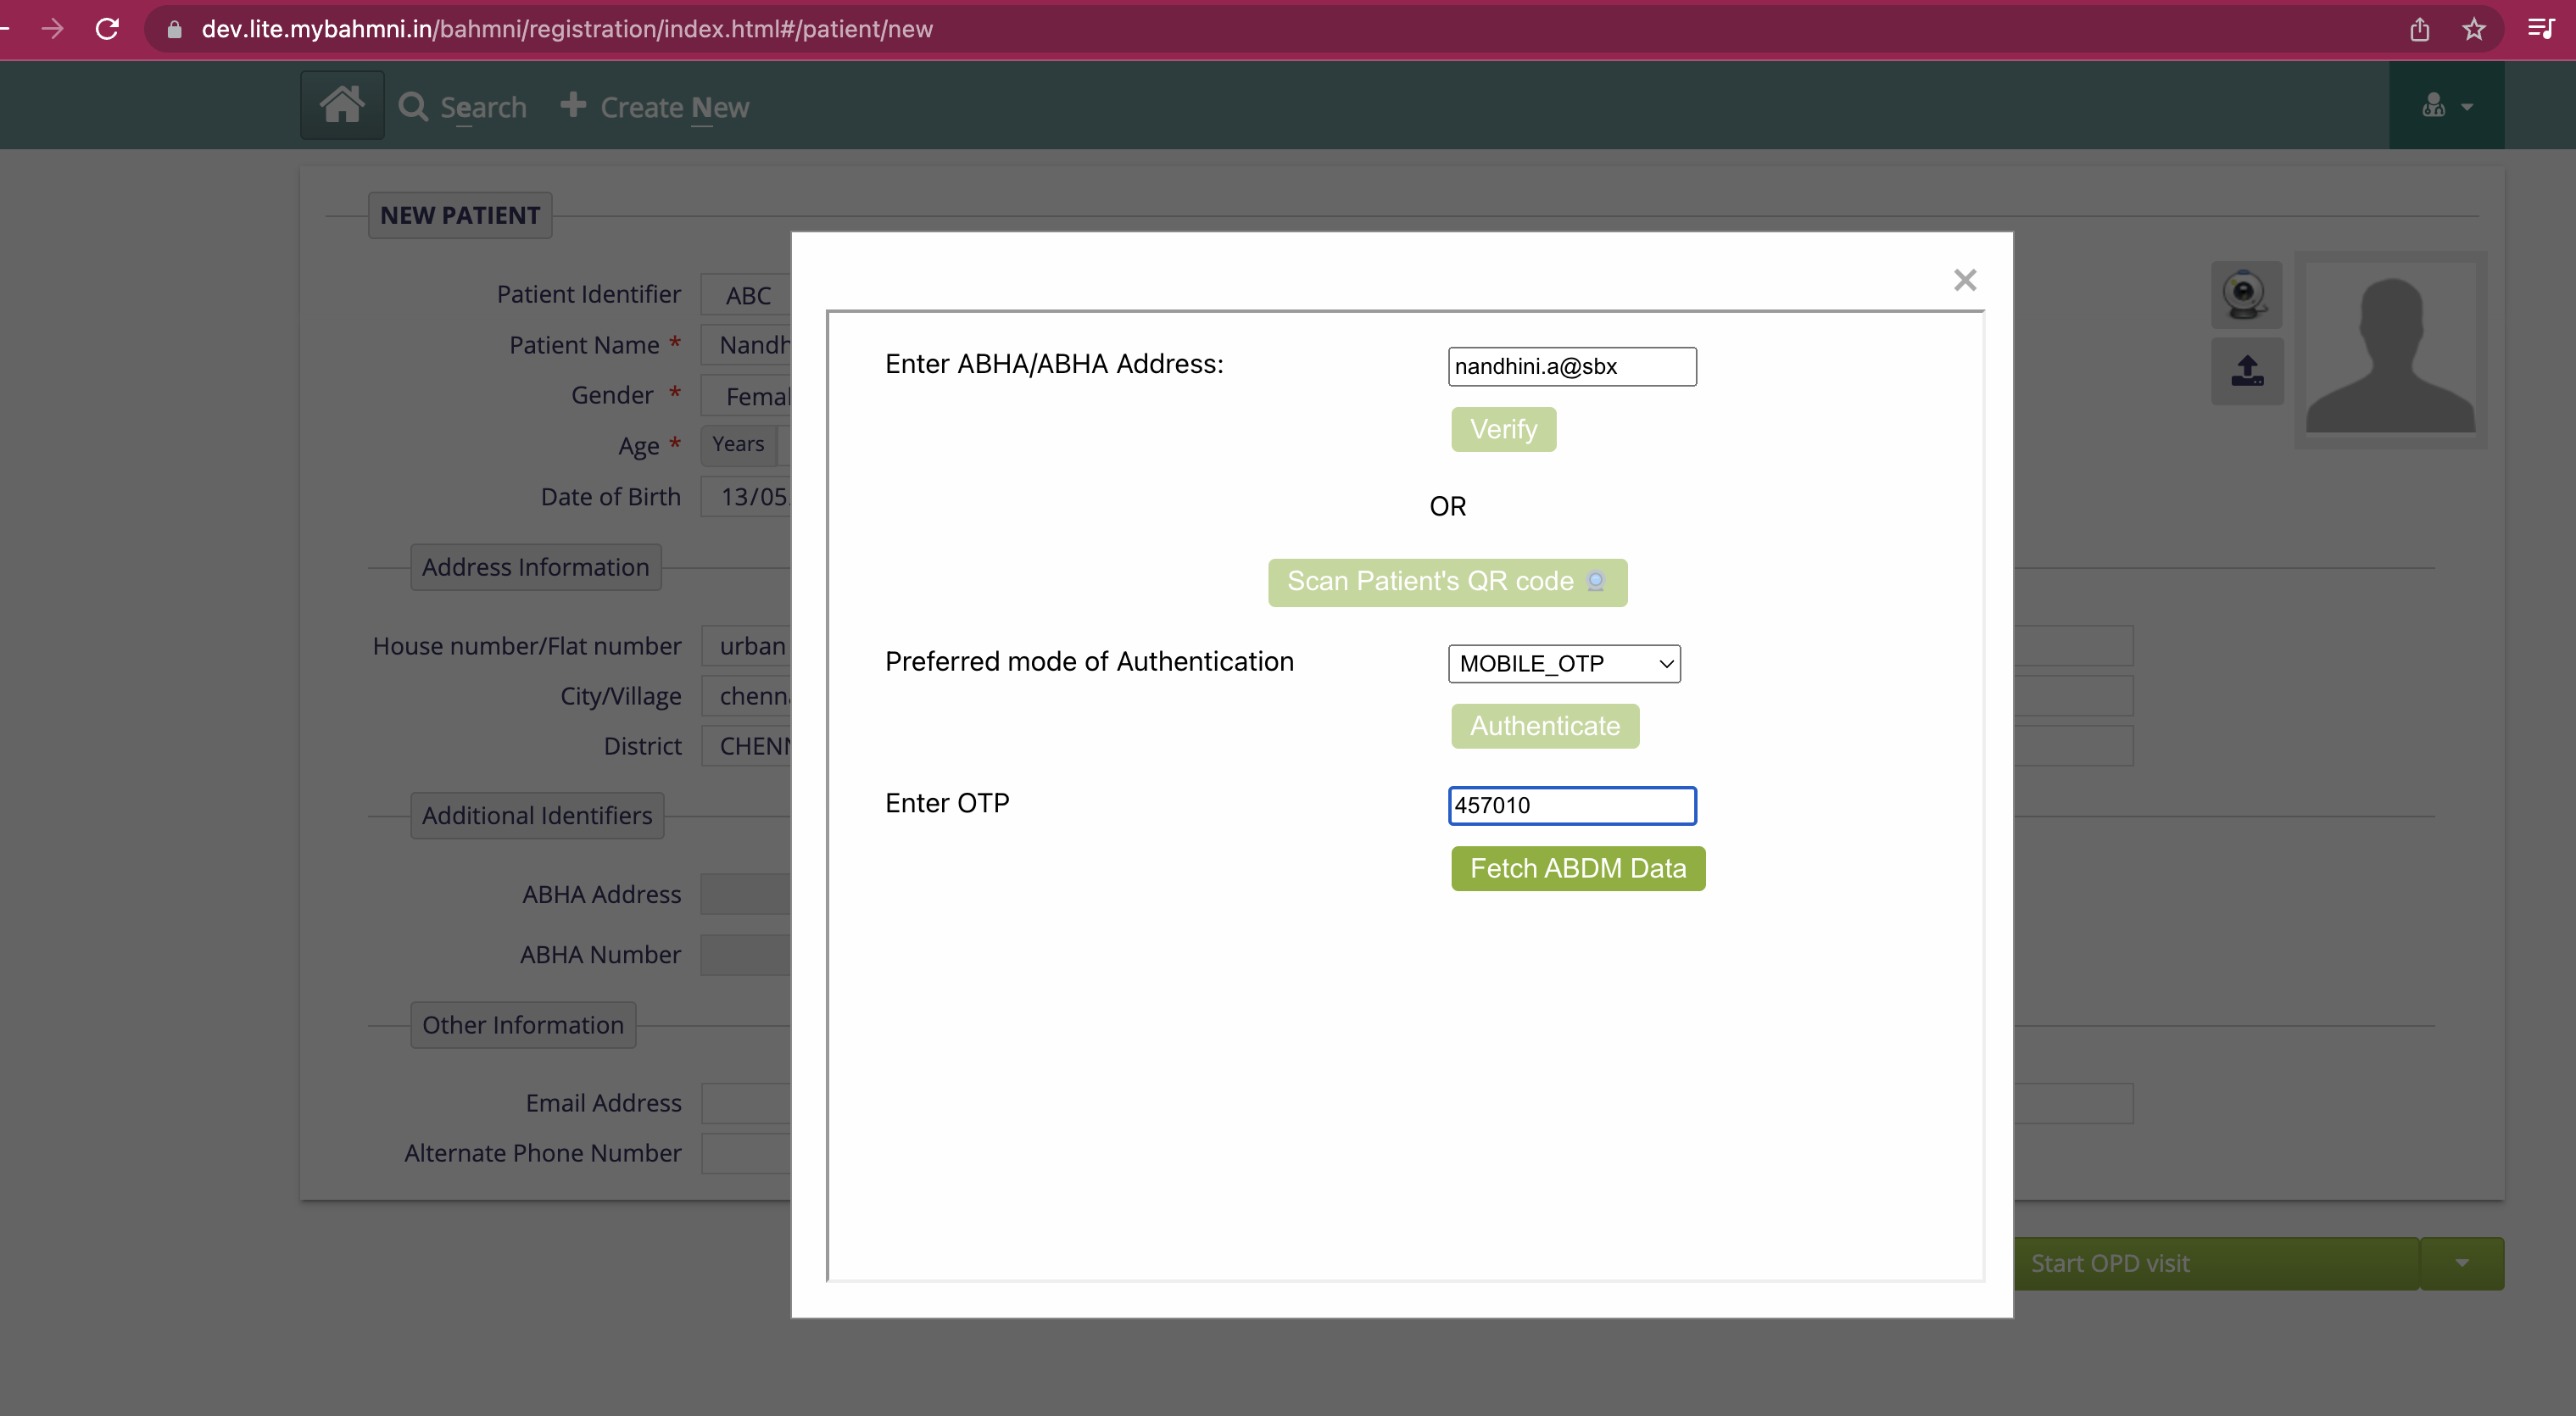 dev.lite.mybahmni.in/bahmni/registration/index.html#/patient/new
Search
Create New
NEW PATIENT
Patient Identifier ABC
Patient Name * Nandh
Gender * Femal
Age * Years
Date of Birth 13/05
Address Information
House number/Flat number urban
City/Village chenn
District CHENN
Additional Identifiers
ABHA Address
ABHA Number
Other Information
Email Address
Alternate Phone Number
×
Enter ABHA/ABHA Address: nandhini.a@sbx
Verify
OR
Scan Patient's QR code
Preferred mode of Authentication MOBILE_OTP
Authenticate
Enter OTP 457010
Fetch ABDM Data
Start OPD visit